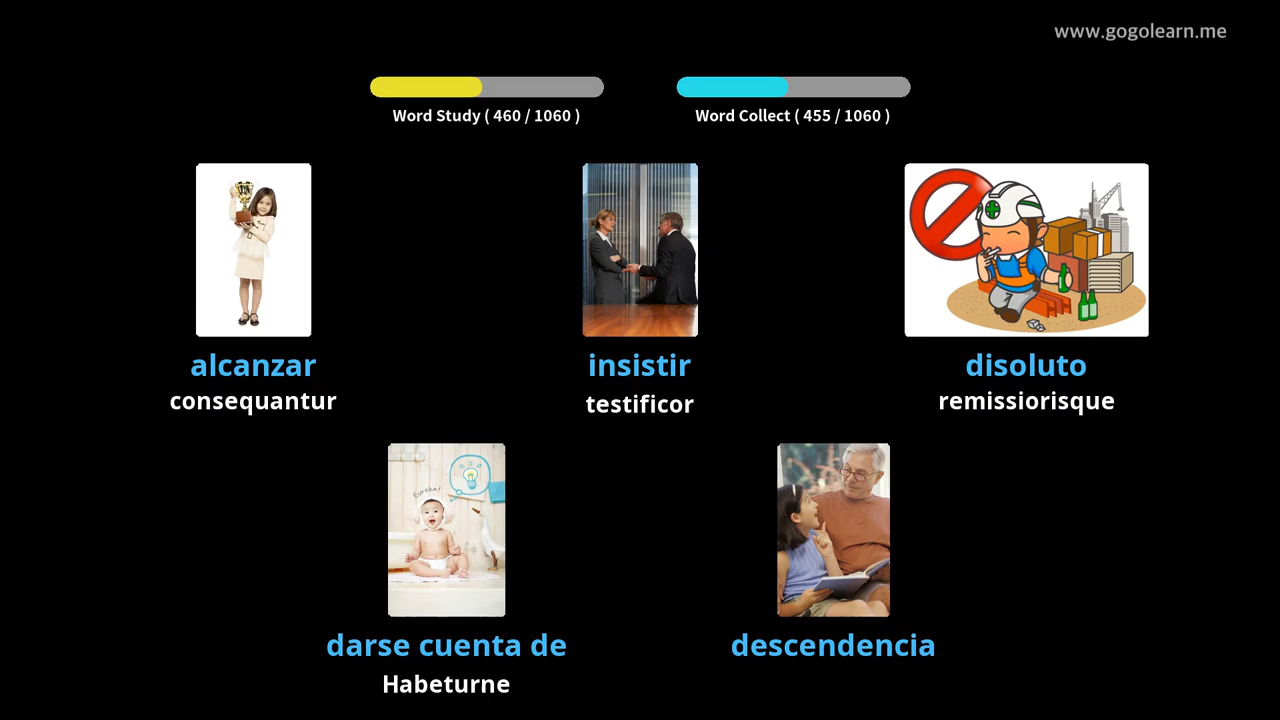 www.gogolearn.me
Word Study ( 460 / 1060 )
Word Collect ( 455 / 1060 )
alcanzar
consequantur
insistir
testificor
disoluto
remissiorisque
Eureka!
darse cuenta de
Habeturne
descendencia